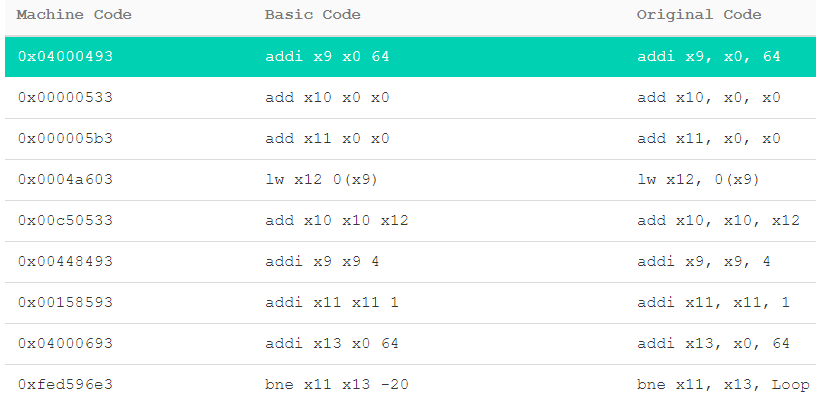 Machine Code Basic Code Original Code
0x04000493 addi x9 x0 64 addi x9, x0, 64
0x00000533 add x10 x0 x0 add x10, x0, x0
0x000005b3 add x11 x0 x0 add x11, x0, x0
0x0004a603 lw x12 0(x9) lw x12, 0(x9)
0x00c50533 add x10 x10 x12 add x10, x10, x12
0x00448493 addi x9 x9 4 addi x9, x9, 4
0x00158593 addi x11 x11 1 addi x11, x11, 1
0x04000693 addi x13 x0 64 addi x13, x0, 64
0xfed596e3 bne x11 x13 -20 bne x11, x13, Loop